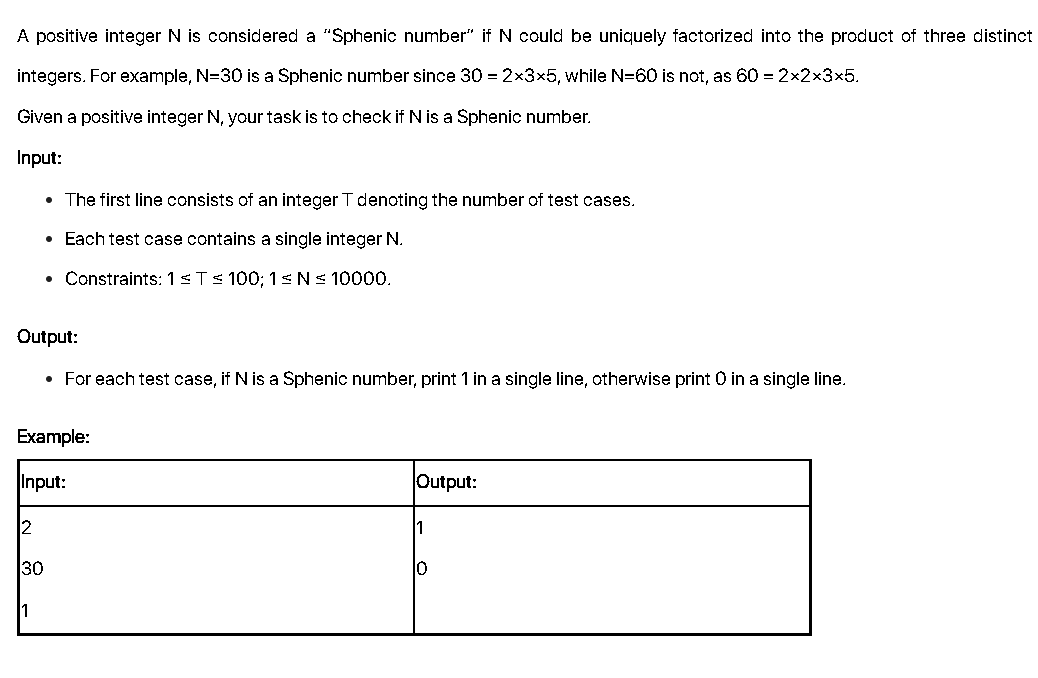 A positive integer N is considered a "Sphenic number" if N could be uniquely factorized into the product of three distinct
integers. For example, N=30 is a Sphenic number since 30 = 2×3×5, while N=60 is not, as 60 = 2×2×3×5.
Given a positive integer N, your task is to check if N is a Sphenic number.
Input:
• The first line consists of an integer T denoting the number of test cases.
• Each test case contains a single integer N.
• Constraints: 1 ≤ T ≤ 100; 1 ≤ N ≤ 10000.
Output:
• For each test case, if N is a Sphenic number, print 1 in a single line, otherwise print 0 in a single line.
Example:
Input: Output:
2 1
30 0
1